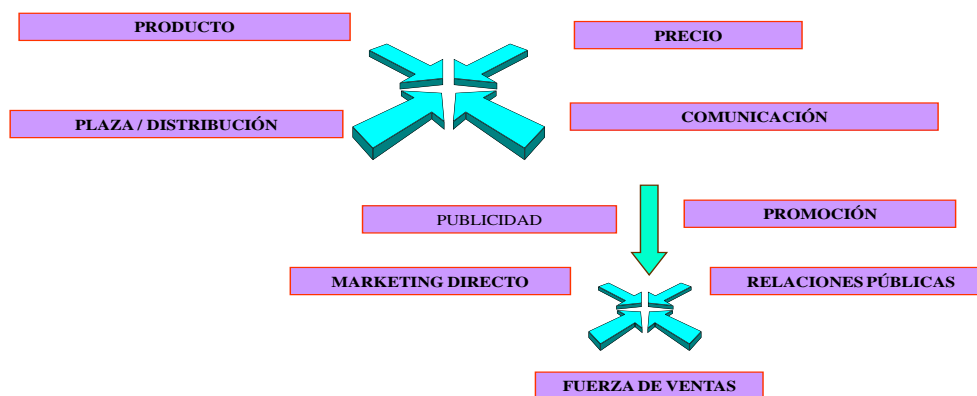 PRODUCTO
PRECIO
PLAZA / DISTRIBUCIÓN
COMUNICACIÓN
PUBLICIDAD
PROMOCIÓN
MARKETING DIRECTO
RELACIONES PÚBLICAS
FUERZA DE VENTAS